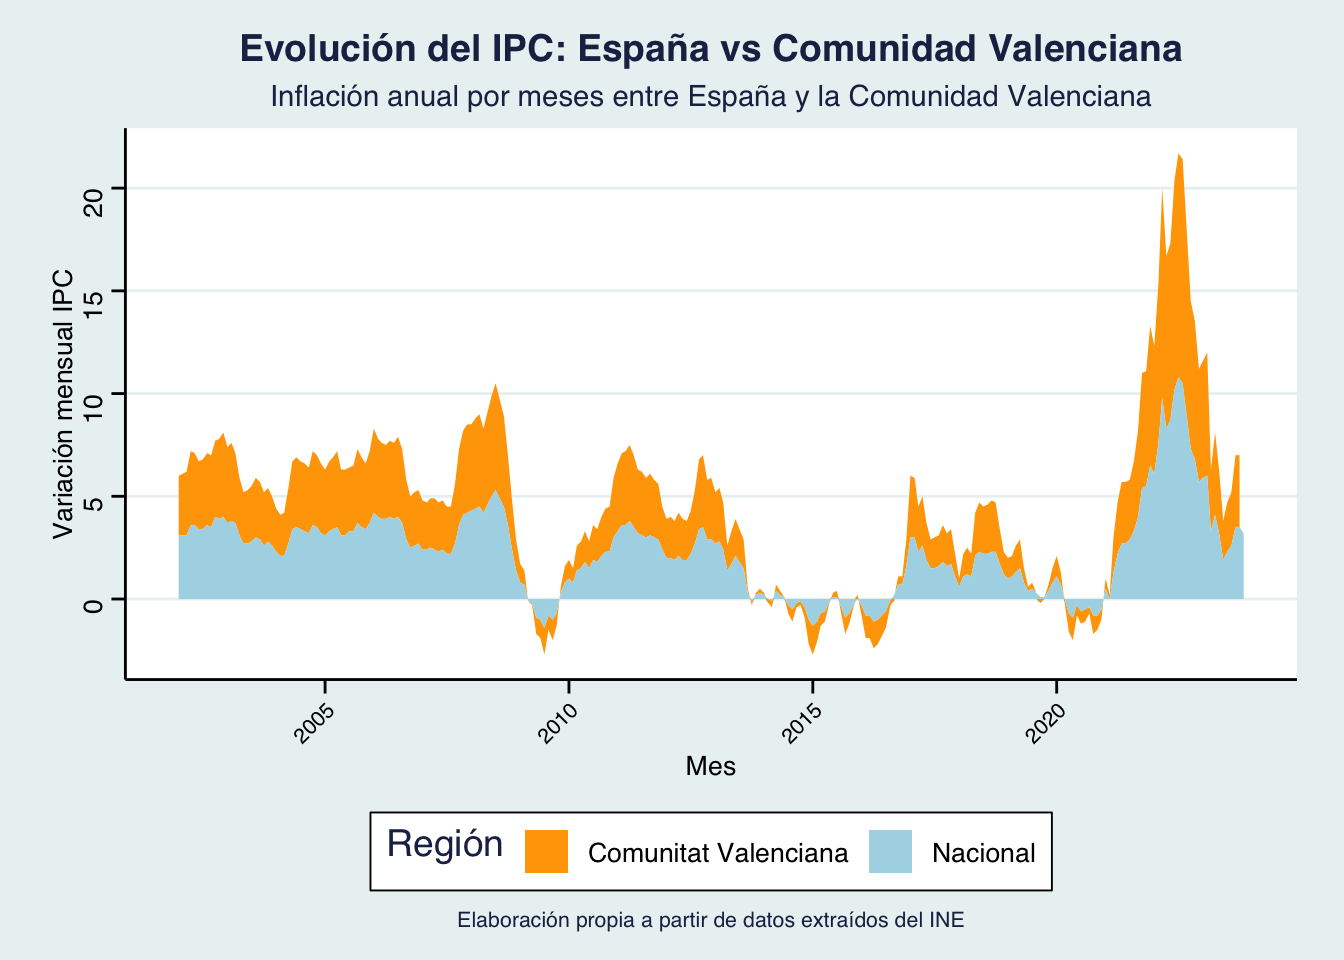 Evolución del IPC: España vs Comunidad Valenciana
Inflación anual por meses entre España y la Comunidad Valenciana
Variación mensual IPC
20
15
10
5
0
2005
2010
2015
2020
Mes
Región
Comunitat Valenciana
Nacional
Elaboración propia a partir de datos extraídos del INE